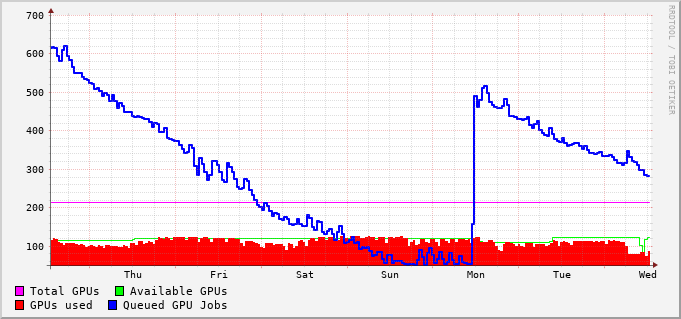 700
600
500
400
300
200
100
Thu Fri Sat Sun Mon Tue Wed
Total GPUs Available GPUs
GPUs used Queued GPU Jobs
RRDTOOL / TOBI OETIKER